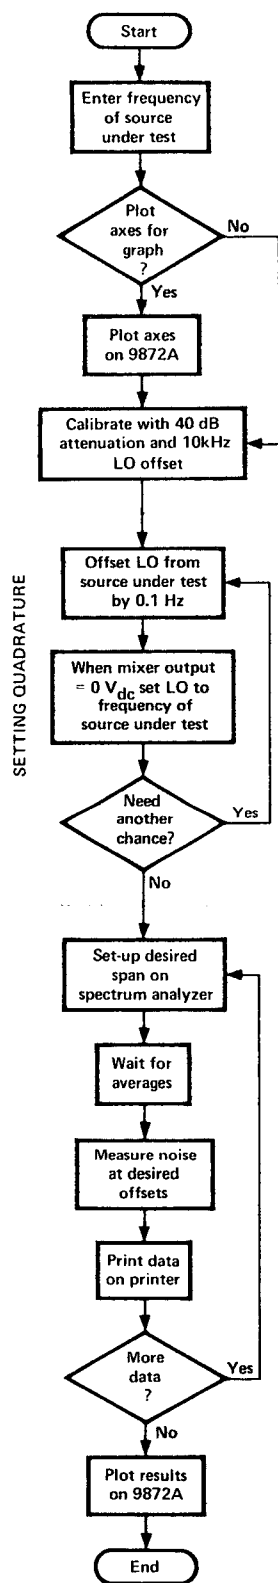 Start
Enter frequency
of source
under test
Plot
axes for
graph
?
No
Yes
Plot axes
on 9872A
Calibrate with 40 dB
attenuation and 10kHz
LO offset
SETTING QUADRATURE
Offset LO from
source under test
by 0.1 Hz
When mixer output
= 0 Vdc set LO to
frequency of
source under test
Need
another
chance?
Yes
No
Set-up desired
span on
spectrum analyzer
Wait for
averages
Measure noise
at desired
offsets
Print data
on printer
More
data
?
Yes
No
Plot results
on 9872A
End